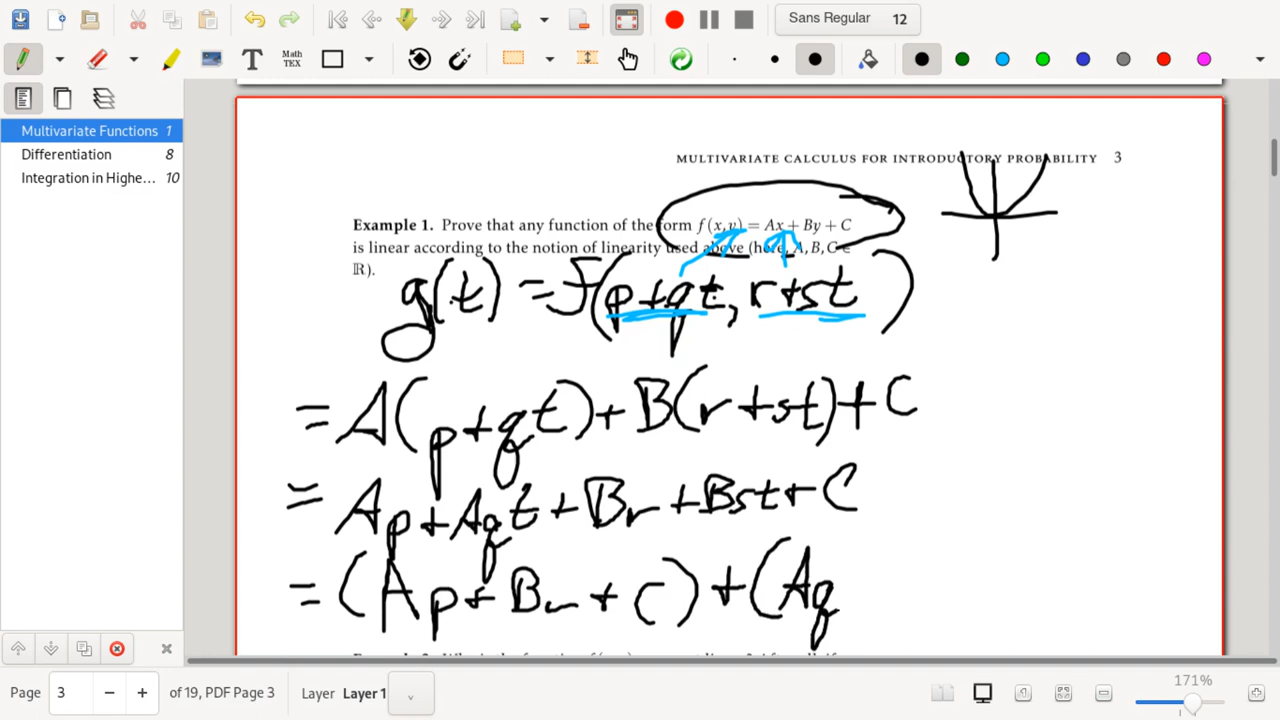 Sans Regular 12
Math
TEX
Multivariate Functions 1
Differentiation 8
Integration in Highe... 10
MULTIVARIATE CALCULUS FOR INTRODUCTORY PROBABILITY 3
Example 1. Prove that any function of the form f(x,y) = Ax + By + C
is linear according to the notion of linearity used above (here, A, B, C ∈
ℝ).
g(t) = f(p+qt, r+st)
= A(p+qt)+B(r+st)+C
= Ap+Aqt+Br+Bst+C
= (Ap+Br+C)+(Aq
Page 3 of 19, PDF Page 3 Layer Layer 1 171%